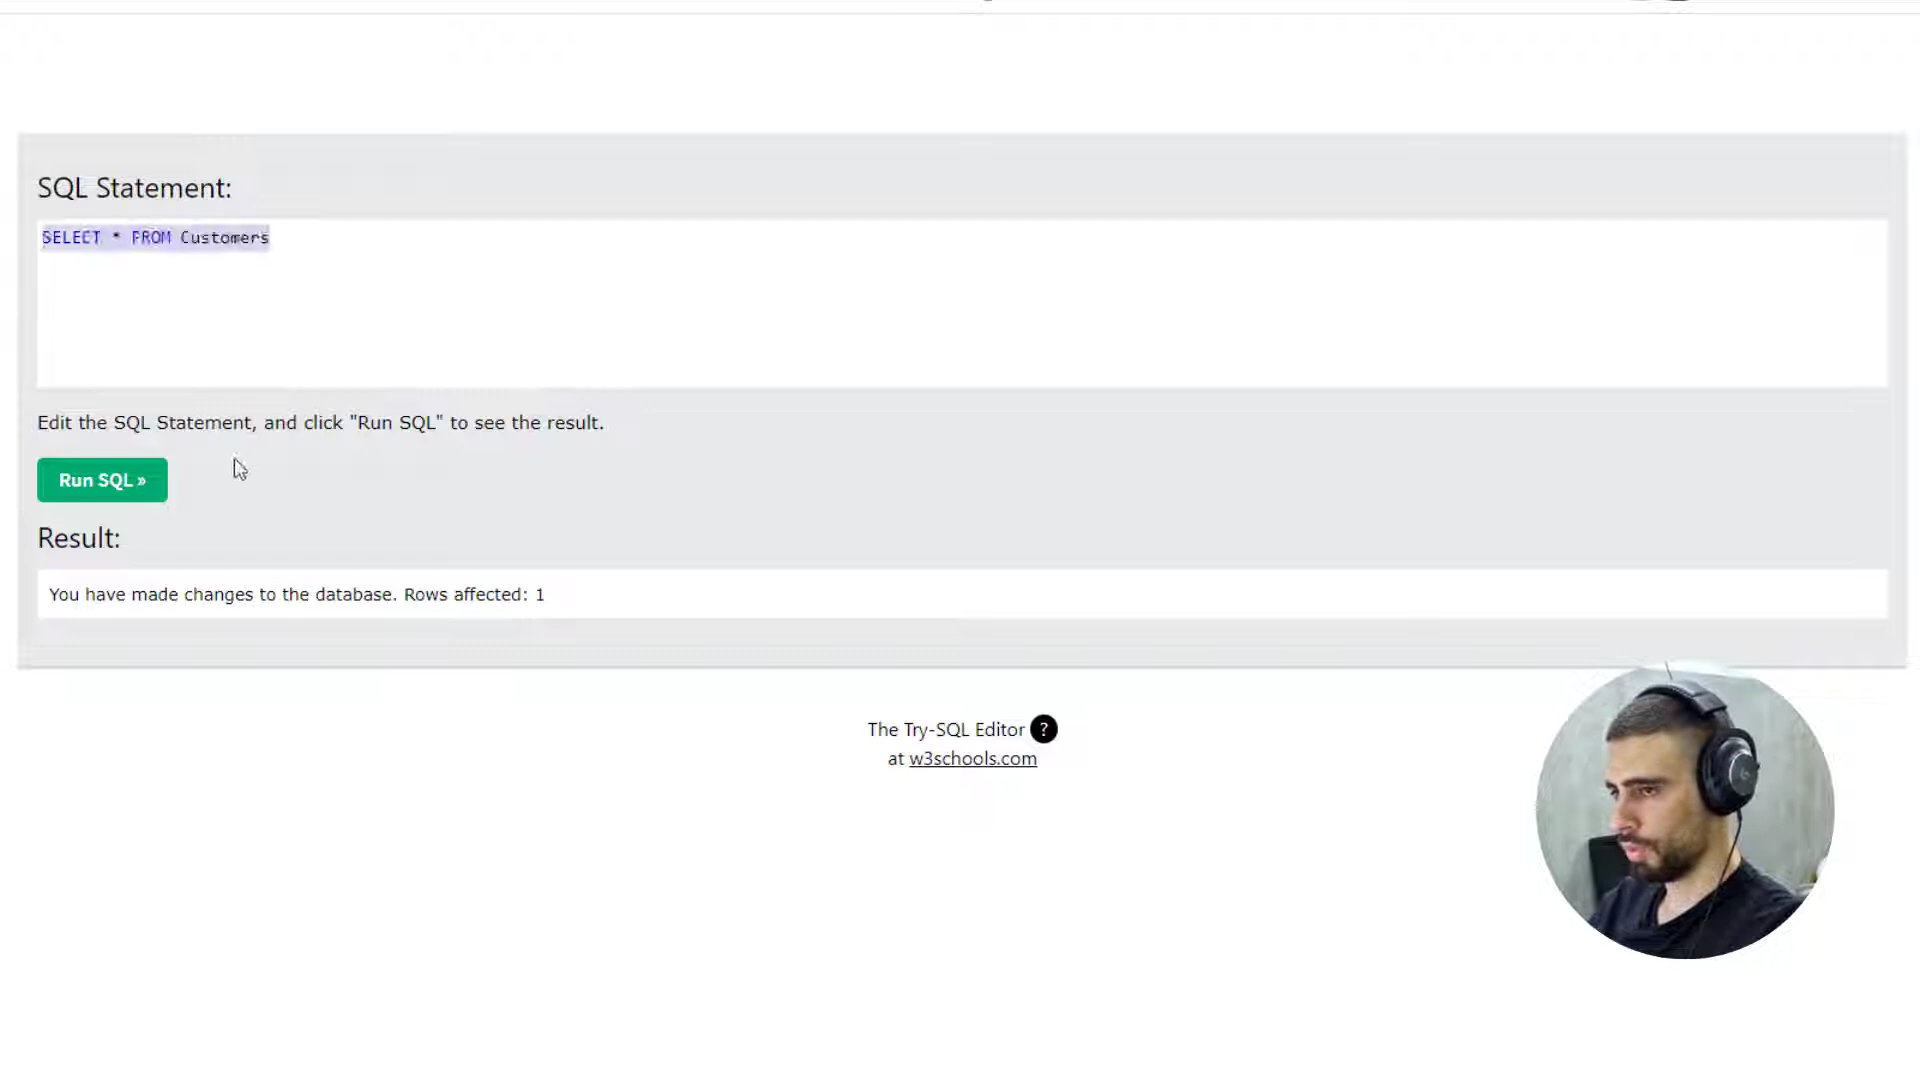 SQL Statement:
SELECT * FROM Customers
Edit the SQL Statement, and click "Run SQL" to see the result.
Run SQL »
Result:
You have made changes to the database. Rows affected: 1
The Try-SQL Editor ?
at w3schools.com